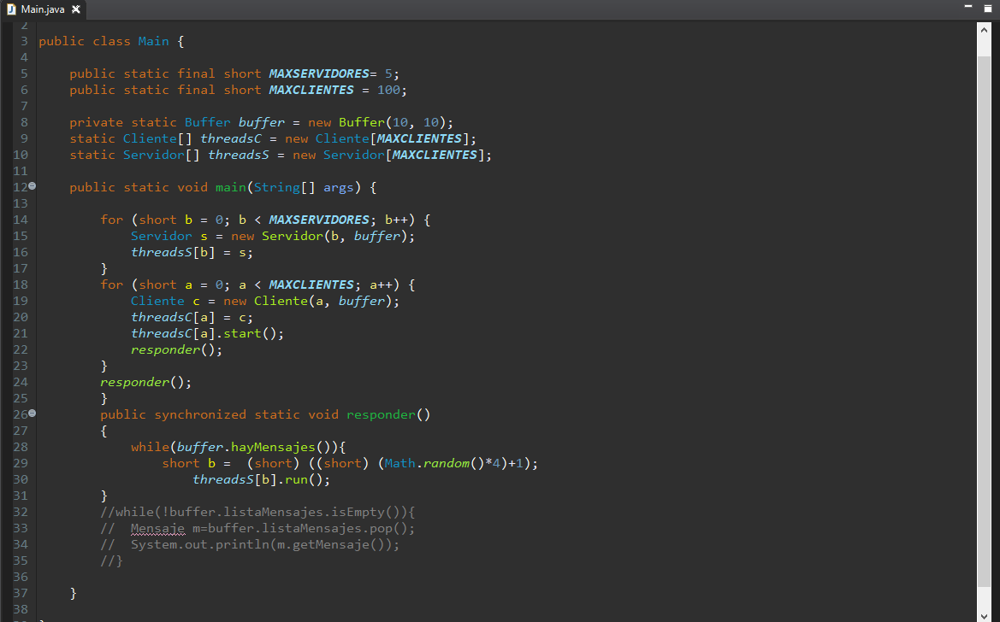 Main.java
2
3 public class Main {
4
5 public static final short MAXSERVIDORES= 5;
6 public static final short MAXCLIENTES = 100;
7
8 private static Buffer buffer = new Buffer(10, 10);
9 static Cliente[] threadsC = new Cliente[MAXCLIENTES];
10 static Servidor[] threadsS = new Servidor[MAXCLIENTES];
11
12 public static void main(String[] args) {
13
14 for (short b = 0; b < MAXSERVIDORES; b++) {
15 Servidor s = new Servidor(b, buffer);
16 threadsS[b] = s;
17 }
18 for (short a = 0; a < MAXCLIENTES; a++) {
19 Cliente c = new Cliente(a, buffer);
20 threadsC[a] = c;
21 threadsC[a].start();
22 responder();
23 }
24 responder();
25 }
26 public synchronized static void responder()
27 {
28 while(buffer.hayMensajes()){
29 short b =  (short) ((short) (Math.random()*4)+1);
30 threadsS[b].run();
31 }
32 //while(!buffer.listaMensajes.isEmpty()){
33 //  Mensaje m=buffer.listaMensajes.pop();
34 //  System.out.println(m.getMensaje());
35 //}
36
37 }
38